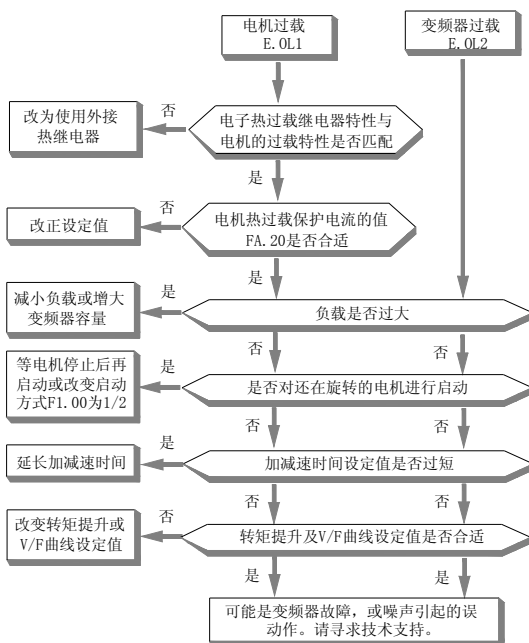 电机过载
E.OL1
变频器过载
E.OL2
改为使用外接
热继电器
否
电子热过载继电器特性与
电机的过载特性是否匹配
是
改正设定值
否
电机热过载保护电流的值
FA.20是否合适
是
减小负载或增大
变频器容量
是
负载是否过大
否
否
等电机停止后再
启动或改变启动
方式F1.00为1/2
是
是否对还在旋转的电机进行启动
否
否
延长加减速时间
是
加减速时间设定值是否过短
否
否
改变转矩提升或
V/F曲线设定值
否
转矩提升及V/F曲线设定值是否合适
是
是
可能是变频器故障，或噪声引起的误
动作。请寻求技术支持。